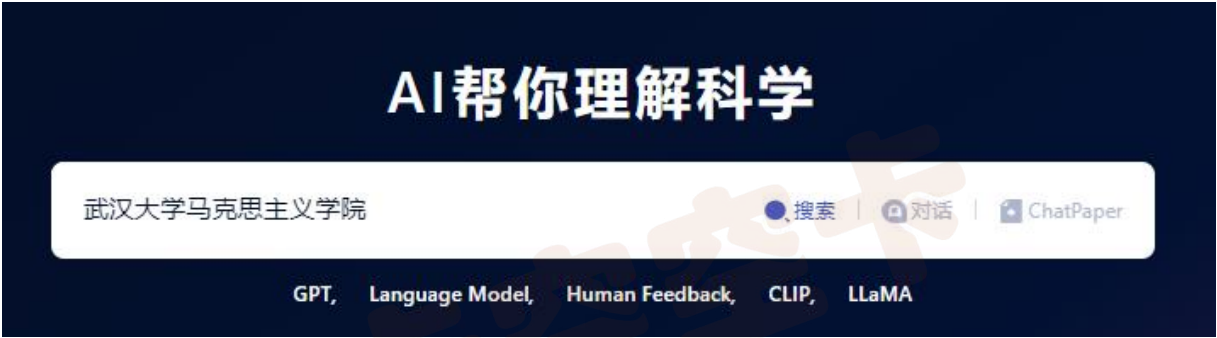 AI帮你理解科学
武汉大学马克思主义学院 搜索 | 对话 | ChatPaper
GPT, Language Model, Human Feedback, CLIP, LLaMA